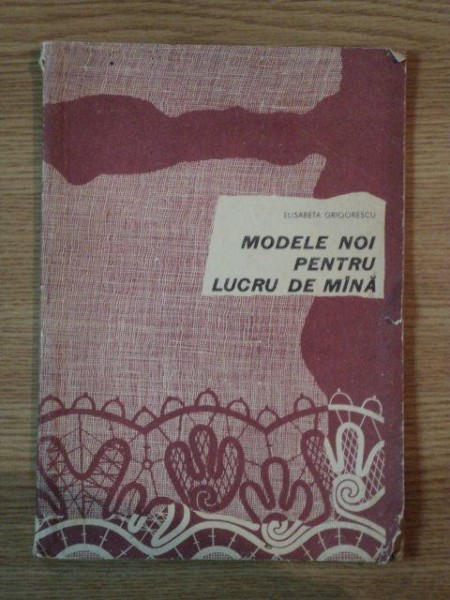 ELISABETA GRIGORESCU
MODELE NOI
PENTRU
LUCRU DE MÎNĂ